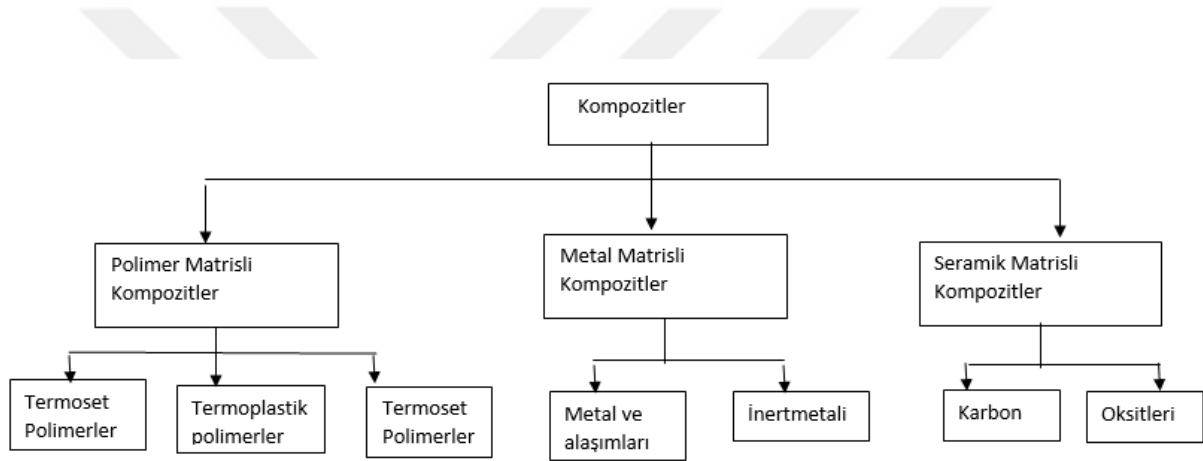 Kompozitler
Polimer Matrisli
Kompozitler
Metal Matrisli
Kompozitler
Seramik Matrisli
Kompozitler
Termoset
Polimerler
Termoplastik
polimerler
Termoset
Polimerler
Metal ve
alaşımları
İnertmetali
Karbon
Oksitleri